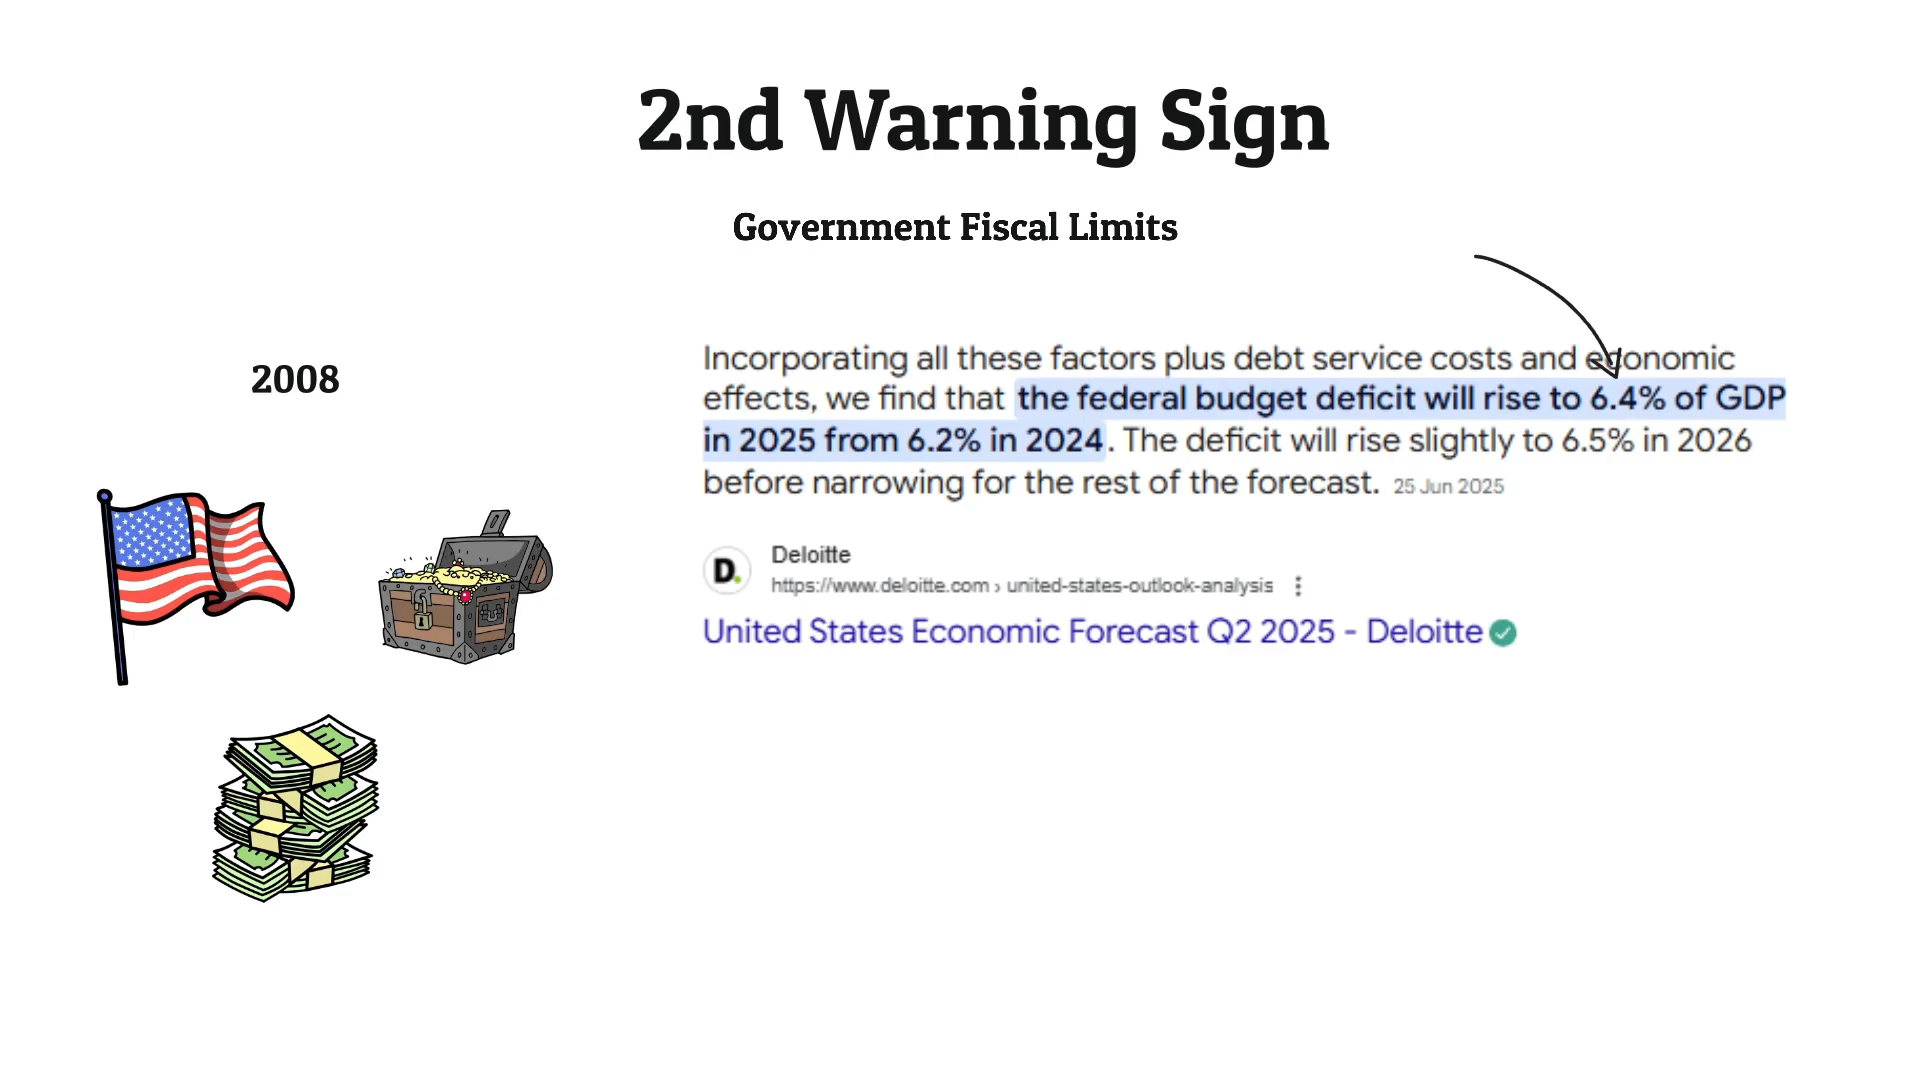 2nd Warning Sign
Government Fiscal Limits
2008
Incorporating all these factors plus debt service costs and economic
effects, we find that the federal budget deficit will rise to 6.4% of GDP
in 2025 from 6.2% in 2024. The deficit will rise slightly to 6.5% in 2026
before narrowing for the rest of the forecast. 25 Jun 2025
D.
Deloitte
https://www.deloitte.com › united-states-outlook-analysis
United States Economic Forecast Q2 2025 - Deloitte